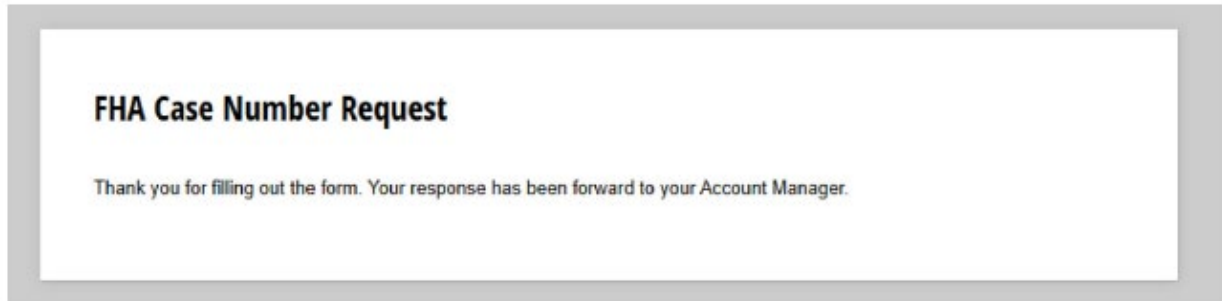 FHA Case Number Request
Thank you for filling out the form. Your response has been forward to your Account Manager.